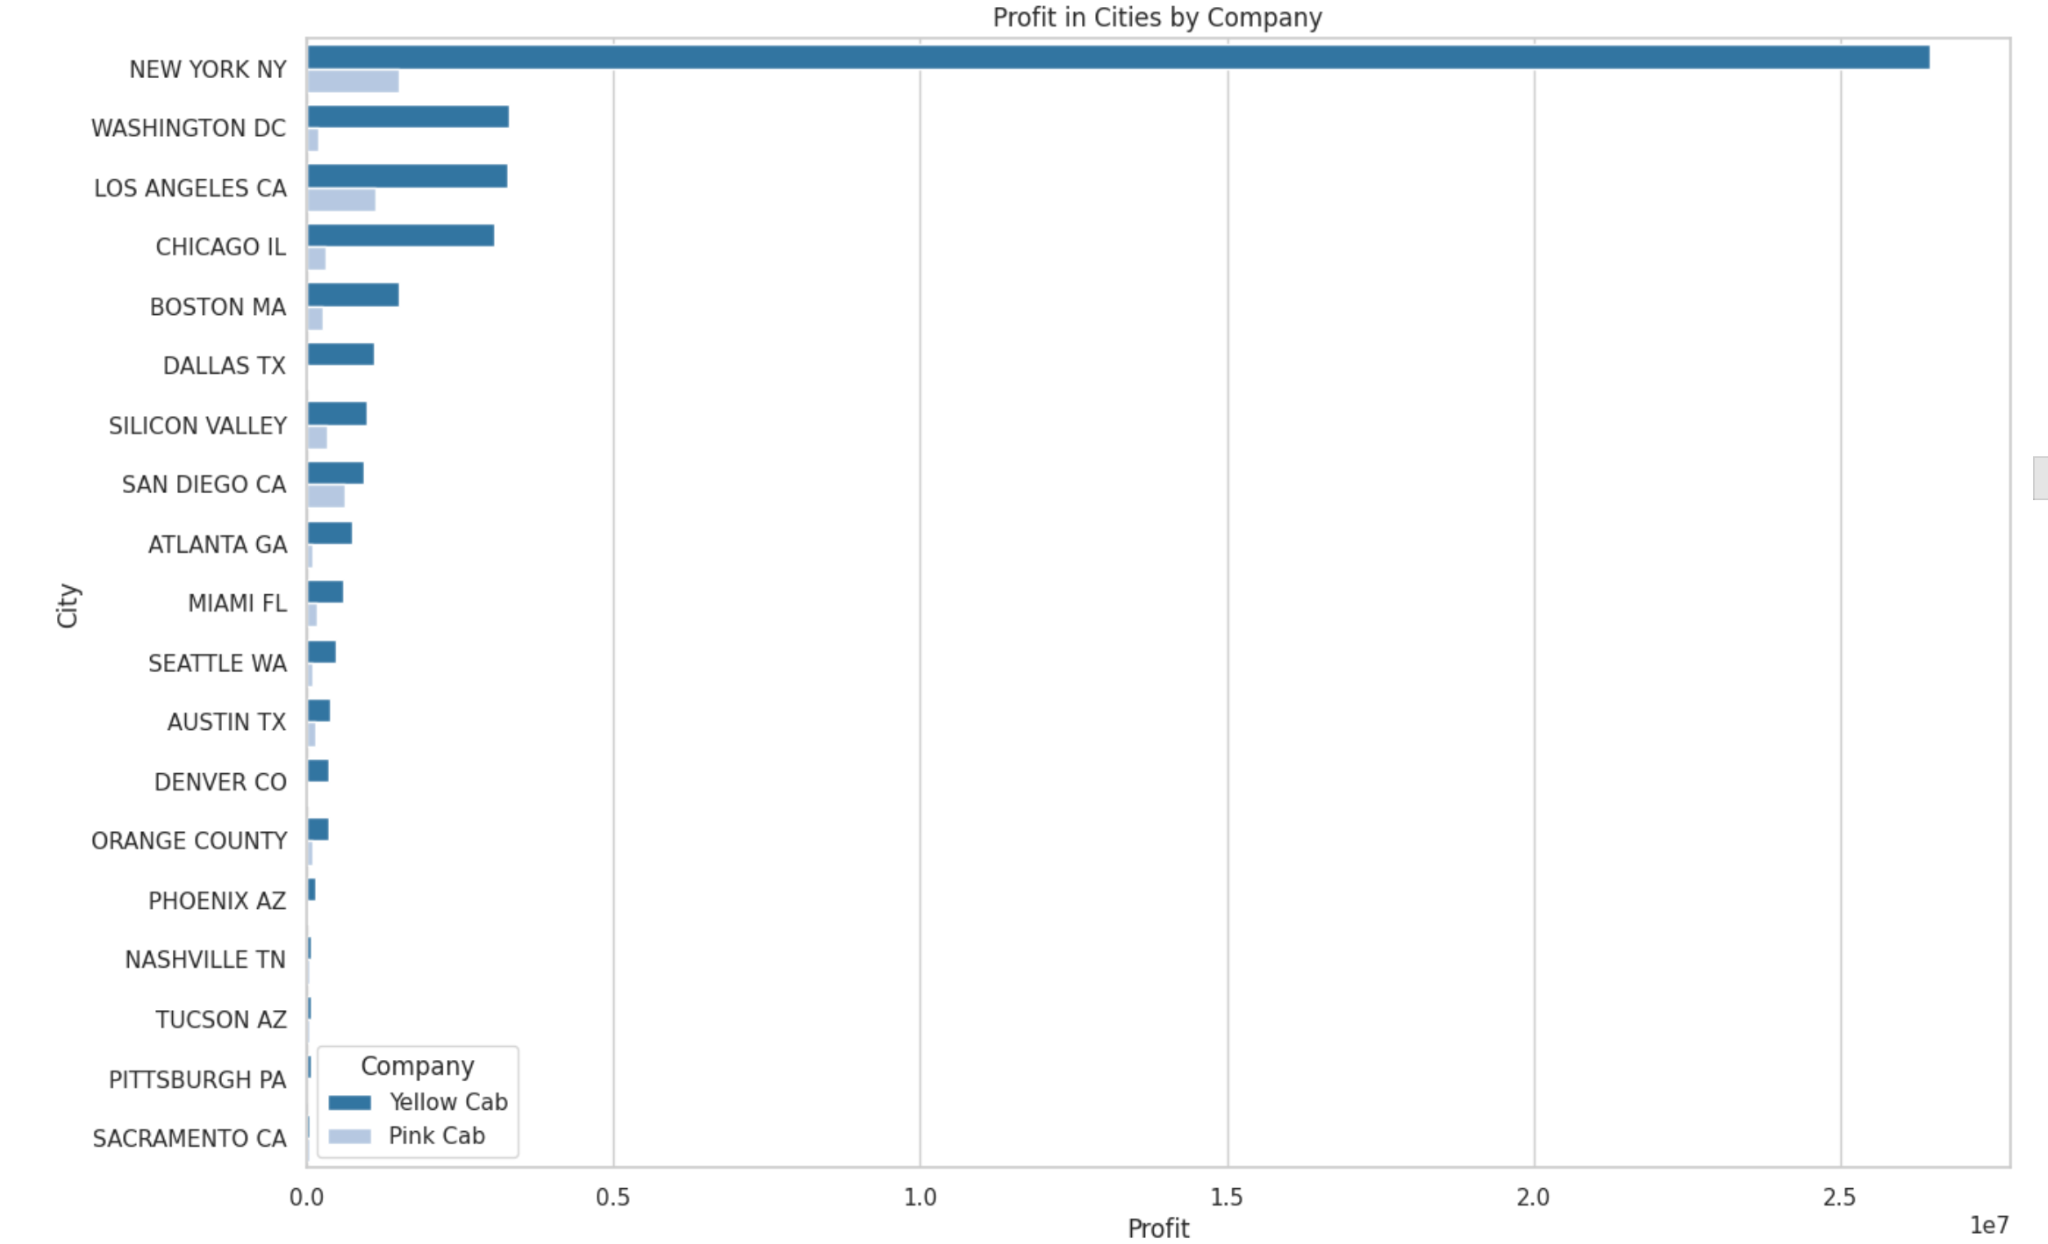 Profit in Cities by Company
NEW YORK NY
WASHINGTON DC
LOS ANGELES CA
CHICAGO IL
BOSTON MA
DALLAS TX
SILICON VALLEY
SAN DIEGO CA
ATLANTA GA
MIAMI FL
SEATTLE WA
AUSTIN TX
DENVER CO
ORANGE COUNTY
PHOENIX AZ
NASHVILLE TN
TUCSON AZ
PITTSBURGH PA
SACRAMENTO CA
City
Company
Yellow Cab
Pink Cab
0.0 0.5 1.0 1.5 2.0 2.5
1e7
Profit